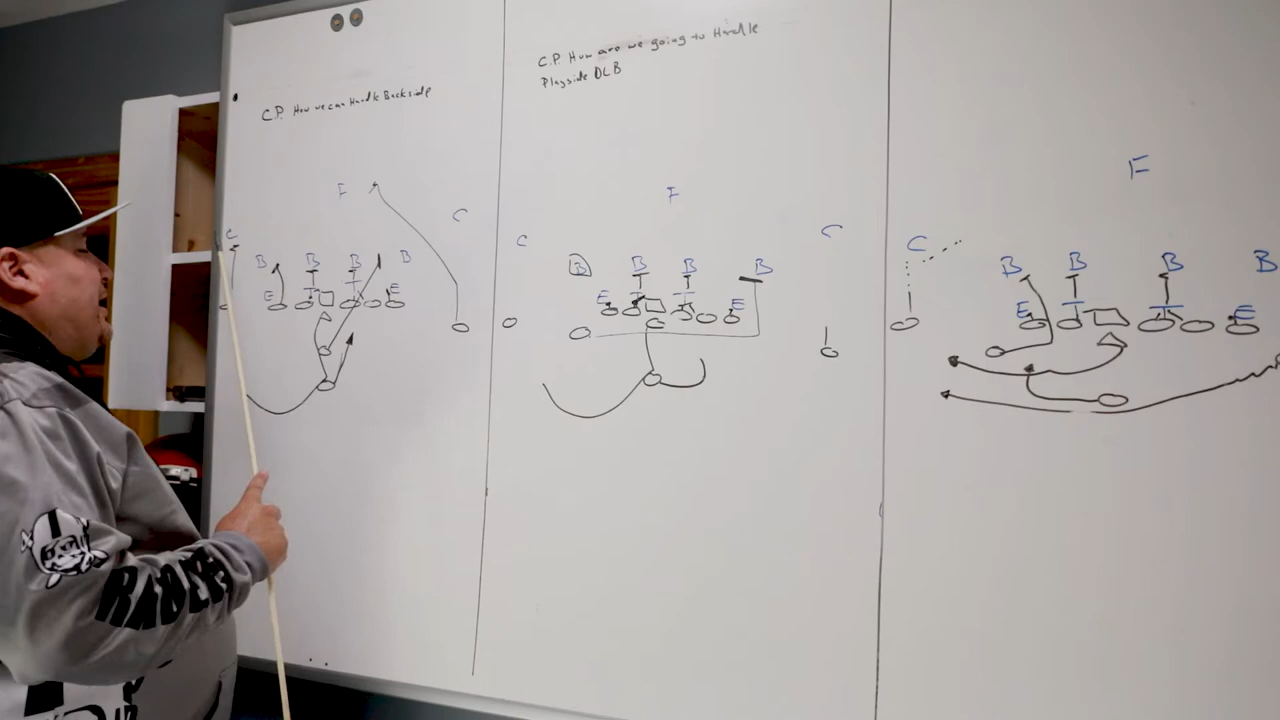 C.P. How we can Handle Backside
C.P. How are we going to Handle
Playside OLB
F
C
C
B B B B
E E
F
C
C
B B B B
E E
F
C
B B B B
E E
RAIDERS